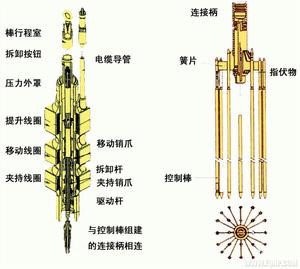 棒行程室
拆卸按钮
电缆导管
压力外罩
提升线圈
移动线圈
移动销爪
拆卸杆
夹持线圈
夹持销爪
驱动杆
与控制棒组建
的连接柄相连
连接柄
簧片
指伏物
控制棒